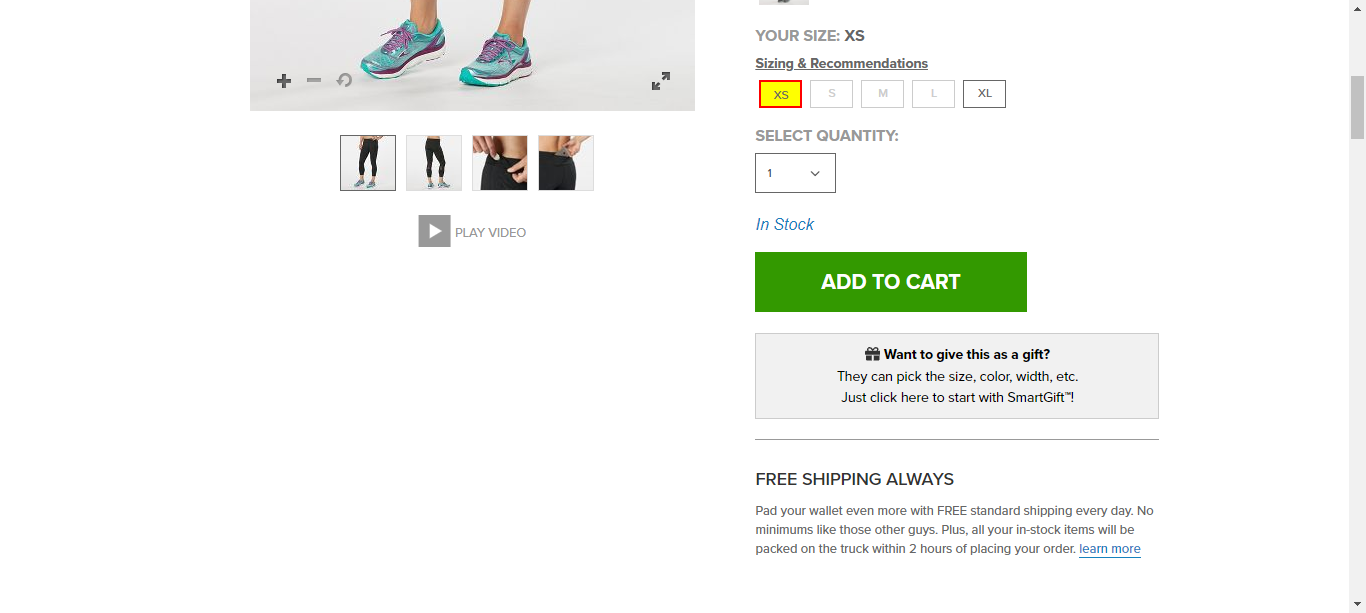 YOUR SIZE: XS
Sizing & Recommendations
XS S M L XL
SELECT QUANTITY:
1
In Stock
PLAY VIDEO
ADD TO CART
Want to give this as a gift?
They can pick the size, color, width, etc.
Just click here to start with SmartGift™!
FREE SHIPPING ALWAYS
Pad your wallet even more with FREE standard shipping every day. No
minimums like those other guys. Plus, all your in-stock items will be
packed on the truck within 2 hours of placing your order. learn more